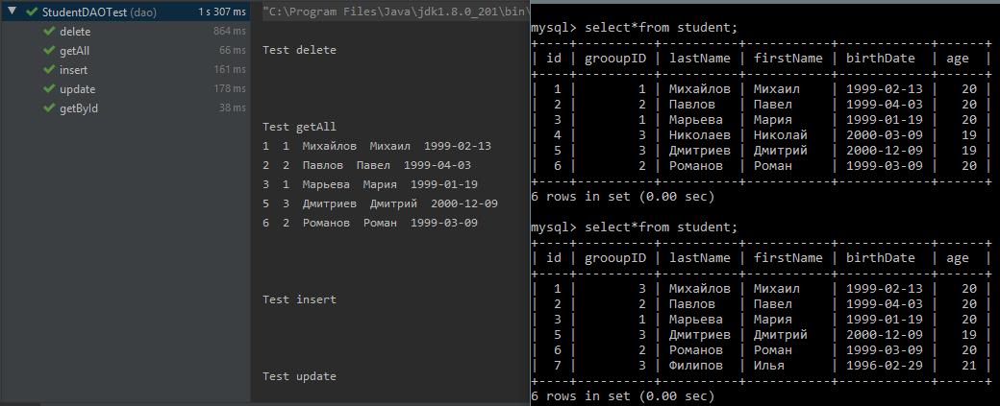 StudentDAOTest (dao) 1 s 307 ms
delete 864 ms
getAll 66 ms
insert 161 ms
update 178 ms
getById 38 ms
"C:\Program Files\Java\jdk1.8.0_201\bin\
Test delete
Test getAll
1 1 Михайлов Михаил 1999-02-13
2 2 Павлов Павел 1999-04-03
3 1 Марьева Мария 1999-01-19
5 3 Дмитриев Дмитрий 2000-12-09
6 2 Романов Роман 1999-03-09
Test insert
Test update
mysql> select*from student;
+----+----------+----------+-----------+------------+------+
| id | grooupID | lastName | firstName | birthDate | age |
+----+----------+----------+-----------+------------+------+
| 1 | 1 | Михайлов | Михаил | 1999-02-13 | 20 |
| 2 | 2 | Павлов | Павел | 1999-04-03 | 20 |
| 3 | 1 | Марьева | Мария | 1999-01-19 | 20 |
| 4 | 3 | Николаев | Николай | 2000-03-09 | 19 |
| 5 | 3 | Дмитриев | Дмитрий | 2000-12-09 | 19 |
| 6 | 2 | Романов | Роман | 1999-03-09 | 20 |
+----+----------+----------+-----------+------------+------+
6 rows in set (0.00 sec)
mysql> select*from student;
+----+----------+----------+-----------+------------+------+
| id | grooupID | lastName | firstName | birthDate | age |
+----+----------+----------+-----------+------------+------+
| 1 | 3 | Михайлов | Михаил | 1999-02-13 | 20 |
| 2 | 2 | Павлов | Павел | 1999-04-03 | 20 |
| 3 | 1 | Марьева | Мария | 1999-01-19 | 20 |
| 5 | 3 | Дмитриев | Дмитрий | 2000-12-09 | 19 |
| 6 | 2 | Романов | Роман | 1999-03-09 | 20 |
| 7 | 3 | Филипов | Илья | 1996-02-29 | 21 |
+----+----------+----------+-----------+------------+------+
6 rows in set (0.00 sec)